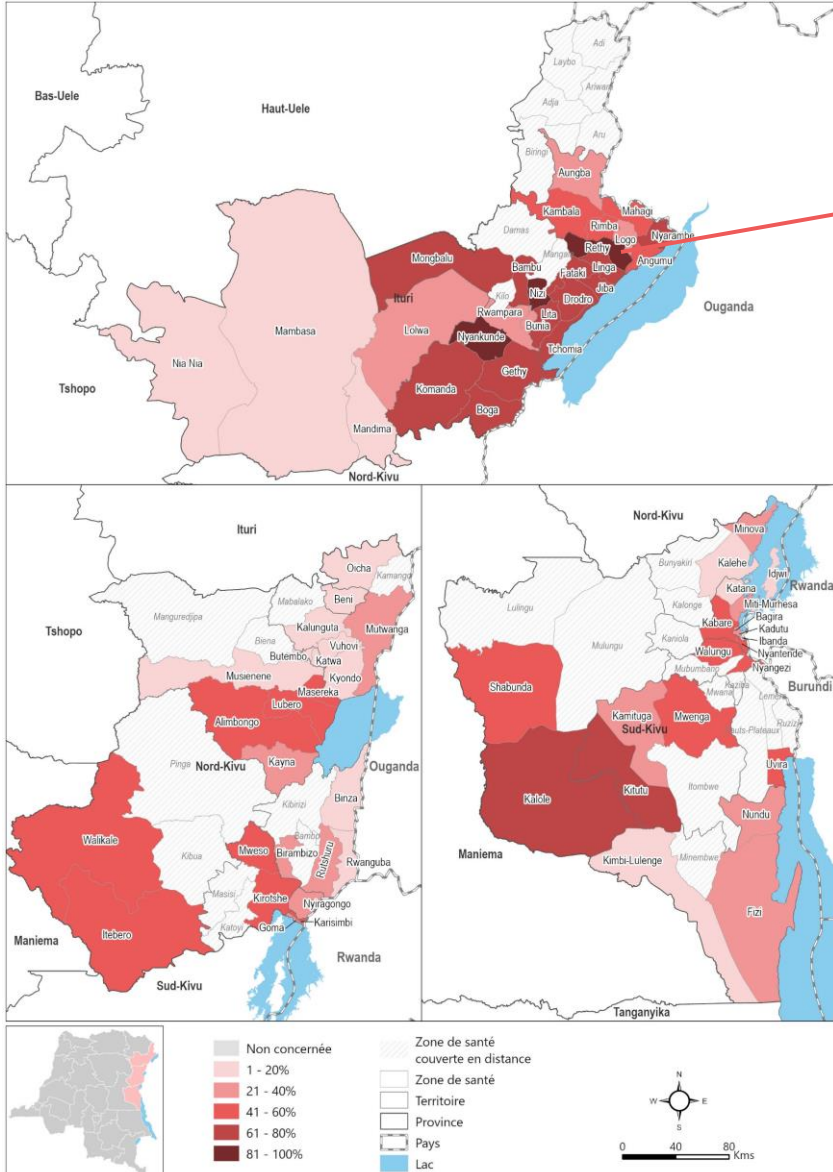 Bas-Uele
Haut-Uele
Adi
Laybo
Ariwara
Adja
Aru
Biringi
Aungba
Kambala
Mahagi
Rimba
Damas
Logo
Nyarambe
Rethy
Mongbalu
Bambu
Angumu
Fataki
Linga
Ituri
Nizi
Jiba
Kilo
Drodro
Ouganda
Rwampara
Lita
Mambasa
Lolwa
Bunia
Nia Nia
Nyankunde
Tchomia
Tshopo
Gethy
Komanda
Boga
Mandima
Nord-Kivu
Ituri
Oicha
Kamango
Mabalako
Beni
Manguredjipa
Kalunguta
Mutwanga
Tshopo
Biena
Vuhovi
Butembo
Katwa
Musienene
Kyondo
Masereka
Lubero
Alimbongo
Pinga
Nord-Kivu
Kayna
Ouganda
Kibirizi
Binza
Walikale
Bambo
Kibua
Mweso
Birambizo
Rutshuru
Rwanguba
Masisi
Kirotshe
Nyiragongo
Katoyi
Karisimbi
Itebero
Goma
Maniema
Rwanda
Sud-Kivu
Nord-Kivu
Minova
Bunyakiri
Kalehe
Idjwi
Katana
Rwanda
Lulingu
Kalonge
Miti-Murhesa
Bagira
Kabare
Kadutu
Kaniola
Ibanda
Mulungu
Walungu
Nyantende
Nyangezi
Mubumbano
Shabunda
Kaziba
Burundi
Mwana
Lemera
Kamituga
Mwenga
Ruzizi
Sud-Kivu
Hauts-Plateaux
Uvira
Kalole
Kitutu
Itombwe
Nundu
Maniema
Kimbi-Lulenge
Minembwe
Fizi
Tanganyika
Non concernée
1 - 20%
21 - 40%
41 - 60%
61 - 80%
81 - 100%
Zone de santé
couverte en distance
Zone de santé
Territoire
Province
Pays
Lac
N
W E
S
0 40 80
Kms